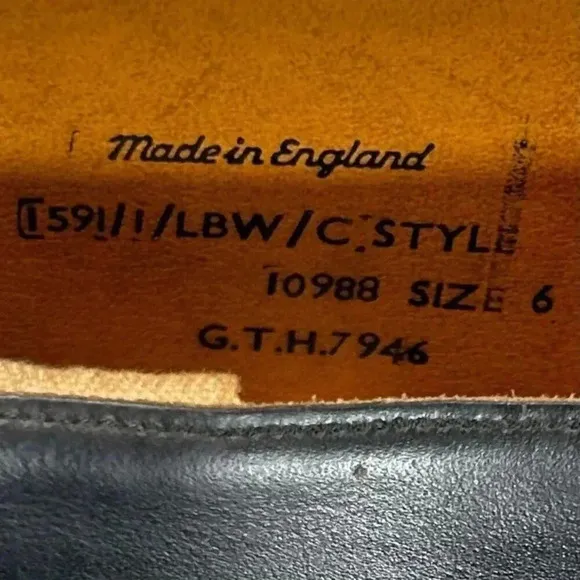 Made in England
1591/1/LBW/C. STYLE
10988 SIZE 6
G.T.H.7946